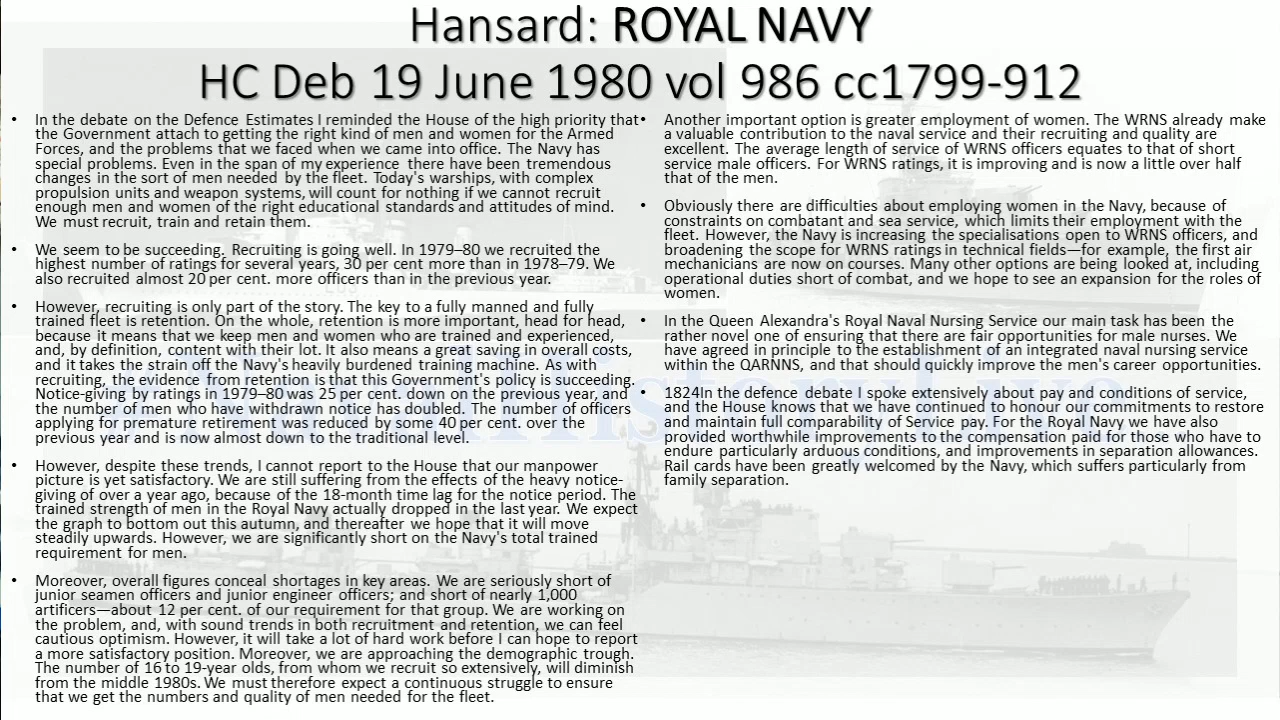 Hansard: ROYAL NAVY
HC Deb 19 June 1980 vol 986 cc1799-912
• In the debate on the Defence Estimates I reminded the House of the high priority that
the Government attach to getting the right kind of men and women for the Armed
Forces, and the problems that we faced when we came into office. The Navy has
special problems. Even in the span of my experience there have been tremendous
changes in the sort of men needed by the fleet. Today's warships, with complex
propulsion units and weapon systems, will count for nothing if we cannot recruit
enough men and women of the right educational standards and attitudes of mind.
We must recruit, train and retain them.
• We seem to be succeeding. Recruiting is going well. In 1979–80 we recruited the
highest number of ratings for several years, 30 per cent more than in 1978–79. We
also recruited almost 20 per cent. more officers than in the previous year.
• However, recruiting is only part of the story. The key to a fully manned and fully
trained fleet is retention. On the whole, retention is more important, head for head,
because it means that we keep men and women who are trained and experienced,
and, by definition, concent with their lot. It also means a great saving in overall costs,
and it takes the strain off the Navy's heavily burdened training machine. As with
recruiting, the evidence from retention is that this Government's policy is succeeding.
Notice-giving by ratings in 1979–80 was 25 per cent. down on the previous year, and
the number of men who have withdrawn notice has doubled. The number of officers
applying for premature retirement was reduced by some 40 per cent. over the
previous year and is now almost down to the traditional level.
• However, despite these trends, I cannot report to the House that our manpower
picture is yet satisfactory. We are still suffering from the effects of the heavy notice-
giving of over a year ago, because of the 18-month time lag for the notice period. The
trained strength of men in the Royal Navy actually dropped in the last year. We expect
the graph to bottom out this autumn, and thereafter we hope that it will move
steadily upwards. However, we are significantly short on the Navy's total trained
requirement for men.
• Moreover, overall figures conceal shortages in key areas. We are seriously short of
junior seamen officers and junior engineer officers; and short of nearly 1,000
artificers—about 12 per cent. of our requirement for that group. We are working on
the problem, and, with sound trends in both recruitment and retention, we can feel
cautious optimism. However, it will take a lot of hard work before I can hope to report
a more satisfactory position. Moreover, we are approaching the demographic trough.
The number of 16 to 19-year olds, from whom we recruit so extensively, will diminish
from the middle 1980s. We must therefore expect a continuous struggle to ensure
that we get the numbers and quality of men needed for the fleet.
• Another important option is greater employment of women. The WRNS already make
a valuable contribution to the naval service and their recruiting and quality are
excellent. The average length of service of WRNS officers equates to that of short
service male officers. For WRNS ratings, it is improving and is now a little over half
that of the men.
• Obviously there are difficulties about employing women in the Navy, because of
constraints on combatant and sea service, which limits their employment with the
fleet. However, the Navy is increasing the specialisations open to WRNS officers, and
broadening the scope for WRNS ratings in technical fields—for example, the first air
mechanicians are now on courses. Many other options are being looked at, including
operational duties short of combat, and we hope to see an expansion for the roles of
women.
• In the Queen Alexandra's Royal Naval Nursing Service our main task has been the
rather novel one of ensuring that there are fair opportunities for male nurses. We
have agreed in principle to the establishment of an integrated naval nursing service
within the QARNNS, and that should quickly improve the men's career opportunities.
• 1824In the defence debate I spoke extensively about pay and conditions of service,
and the House knows that we have continued to honour our commitments to restore
and maintain full comparability of Service pay. For the Royal Navy we have also
provided worthwhile improvements to the compensation paid for those who have to
endure particularly arduous conditions, and improvements in separation allowances.
Rail cards have been greatly welcomed by the Navy, which suffers particularly from
family separation.